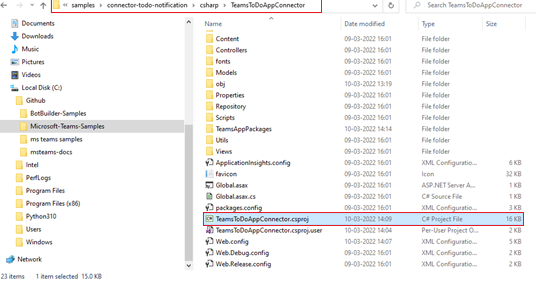 samples › connector-todo-notification › csharp › TeamsToDoAppConnector
Search TeamsToDoAppConnector
Documents
Downloads
Music
Pictures
Videos
Local Disk (C:)
Github
BotBuilder-Samples
Microsoft-Teams-Samples
ms teams samples
msteams-docs
Intel
PerfLogs
Program Files
Program Files (x86)
Python310
Users
Windows
Network
Name Date modified Type Size
Content 09-03-2022 16:01 File folder
Controllers 09-03-2022 16:01 File folder
fonts 09-03-2022 16:01 File folder
Models 09-03-2022 16:01 File folder
obj 10-03-2022 13:19 File folder
Properties 09-03-2022 16:01 File folder
Repository 09-03-2022 16:01 File folder
Scripts 09-03-2022 16:01 File folder
TeamsAppPackages 10-03-2022 14:14 File folder
Utils 09-03-2022 16:01 File folder
Views 09-03-2022 16:01 File folder
ApplicationInsights.config 09-03-2022 16:01 XML Configuratio... 6 KB
favicon 09-03-2022 16:01 Icon 32 KB
Global.asax 09-03-2022 16:01 ASP.NET Server A... 1 KB
Global.asax.cs 09-03-2022 16:01 C# Source File 1 KB
packages.config 09-03-2022 16:01 XML Configuratio... 9 KB
TeamsToDoAppConnector.csproj 10-03-2022 14:09 C# Project File 16 KB
TeamsToDoAppConnector.csproj.user 10-03-2022 14:04 Per-User Project O... 2 KB
Web.config 10-03-2022 14:07 XML Configuratio... 5 KB
Web.Debug.config 09-03-2022 16:01 XML Configuratio... 2 KB
Web.Release.config 09-03-2022 16:01 XML Configuratio... 2 KB
23 items 1 item selected 15.0 KB